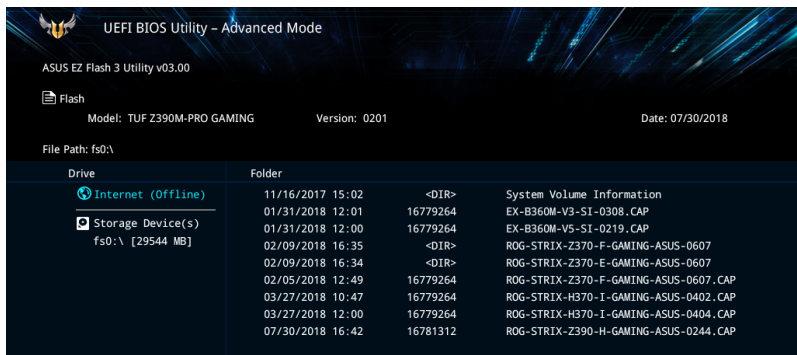 UEFI BIOS Utility – Advanced Mode
ASUS EZ Flash 3 Utility v03.00
Flash
Model: TUF Z390M-PRO GAMING Version: 0201 Date: 07/30/2018
File Path: fs0:\
Drive Folder
Internet (Offline) 11/16/2017 15:02 <DIR> System Volume Information
01/31/2018 12:01 16779264 EX-B360M-V3-SI-0308.CAP
Storage Device(s) 01/31/2018 12:00 16779264 EX-B360M-V5-SI-0219.CAP
fs0:\ [29544 MB] 02/09/2018 16:35 <DIR> ROG-STRIX-Z370-F-GAMING-ASUS-0607
02/09/2018 16:34 <DIR> ROG-STRIX-Z370-E-GAMING-ASUS-0607
02/05/2018 12:49 16779264 ROG-STRIX-Z370-F-GAMING-ASUS-0607.CAP
03/27/2018 10:47 16779264 ROG-STRIX-H370-I-GAMING-ASUS-0402.CAP
03/27/2018 12:00 16779264 ROG-STRIX-H370-I-GAMING-ASUS-0404.CAP
07/30/2018 16:42 16781312 ROG-STRIX-Z390-H-GAMING-ASUS-0244.CAP